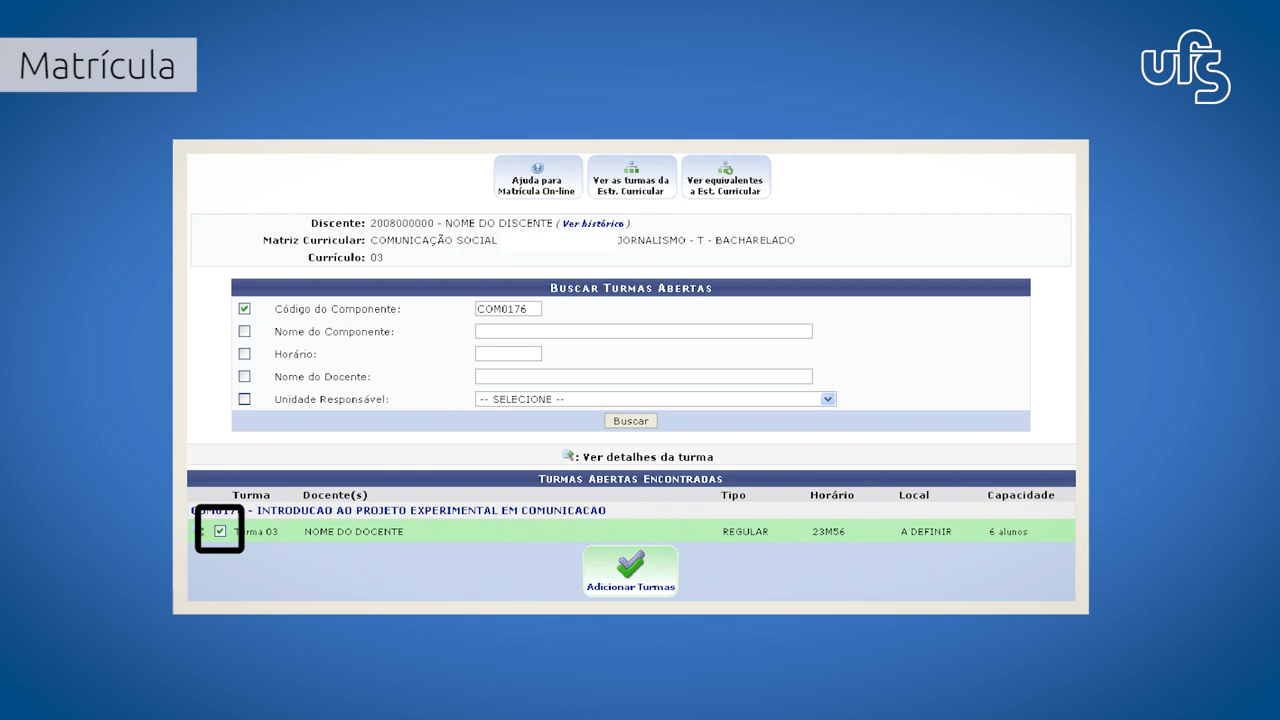 Matrícula
ufs
Ajuda para
Matrícula On-line
Ver as turmas da
Estr. Curricular
Ver equivalentes
a Est. Curricular
Discente: 2008000000 - NOME DO DISCENTE ( Ver histórico )
Matriz Curricular: COMUNICAÇÃO SOCIAL JORNALISMO - T - BACHARELADO
Currículo: 03
BUSCAR TURMAS ABERTAS
Código do Componente: COM0176
Nome do Componente:
Horário:
Nome do Docente:
Unidade Responsável: -- SELECIONE --
Buscar
: Ver detalhes da turma
TURMAS ABERTAS ENCONTRADAS
Turma Docente(s) Tipo Horário Local Capacidade
- INTRODUCAO AO PROJETO EXPERIMENTAL EM COMUNICACAO
Turma 03 NOME DO DOCENTE REGULAR 23M56 A DEFINIR 6 alunos
Adicionar Turmas